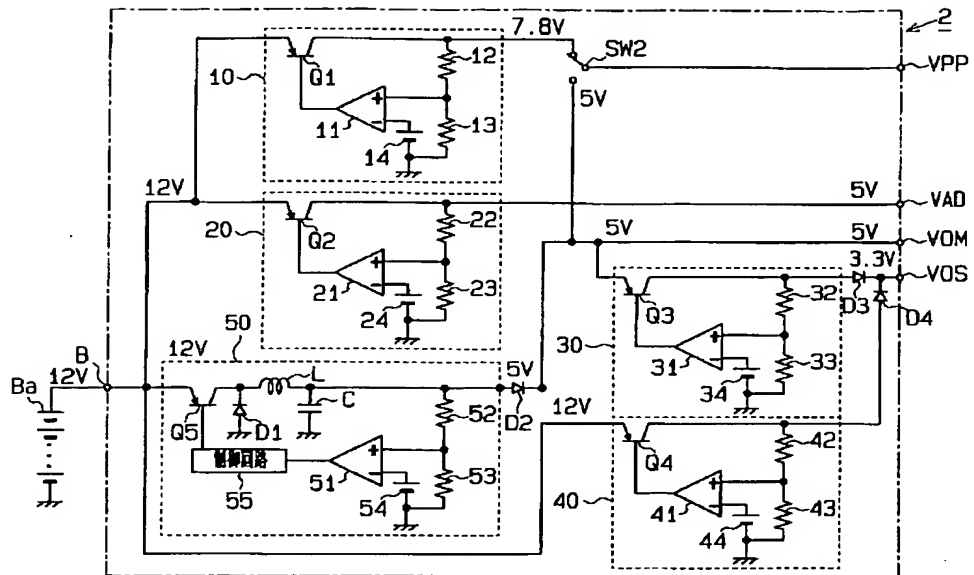 2
7.8V
SW2
VPP
Q1
12
10
+
−
11
13
14
5V
12V
VAD
5V
20
Q2
22
5V
VOM
5V
3.3V
VOS
+
−
21
23
24
D3
D4
Q3
32
30
+
−
31
33
34
50
B
Ba
12V
12V
L
5V
D2
C
Q5
D1
52
制御回路
55
+
−
51
53
54
12V
Q4
42
40
+
−
41
43
44